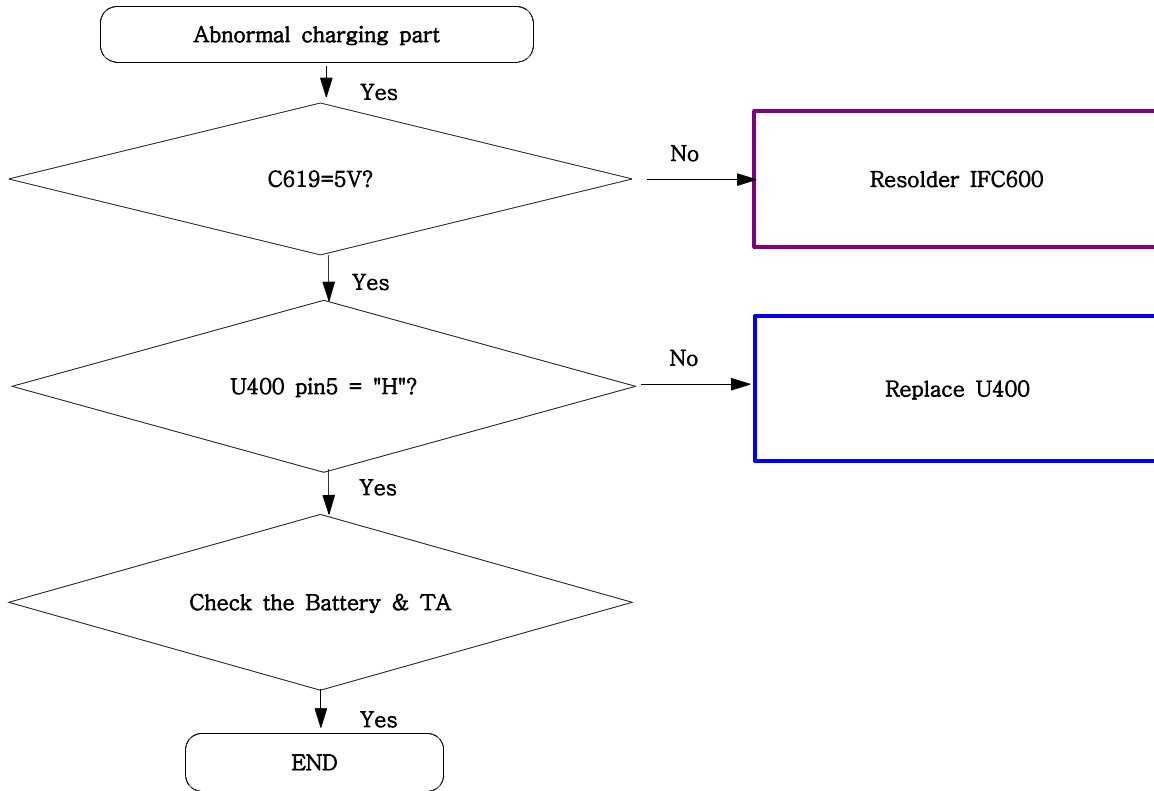 Abnormal charging part
Yes
C619=5V?
No
Resolder IFC600
Yes
U400 pin5 = "H"?
No
Replace U400
Yes
Check the Battery & TA
Yes
END